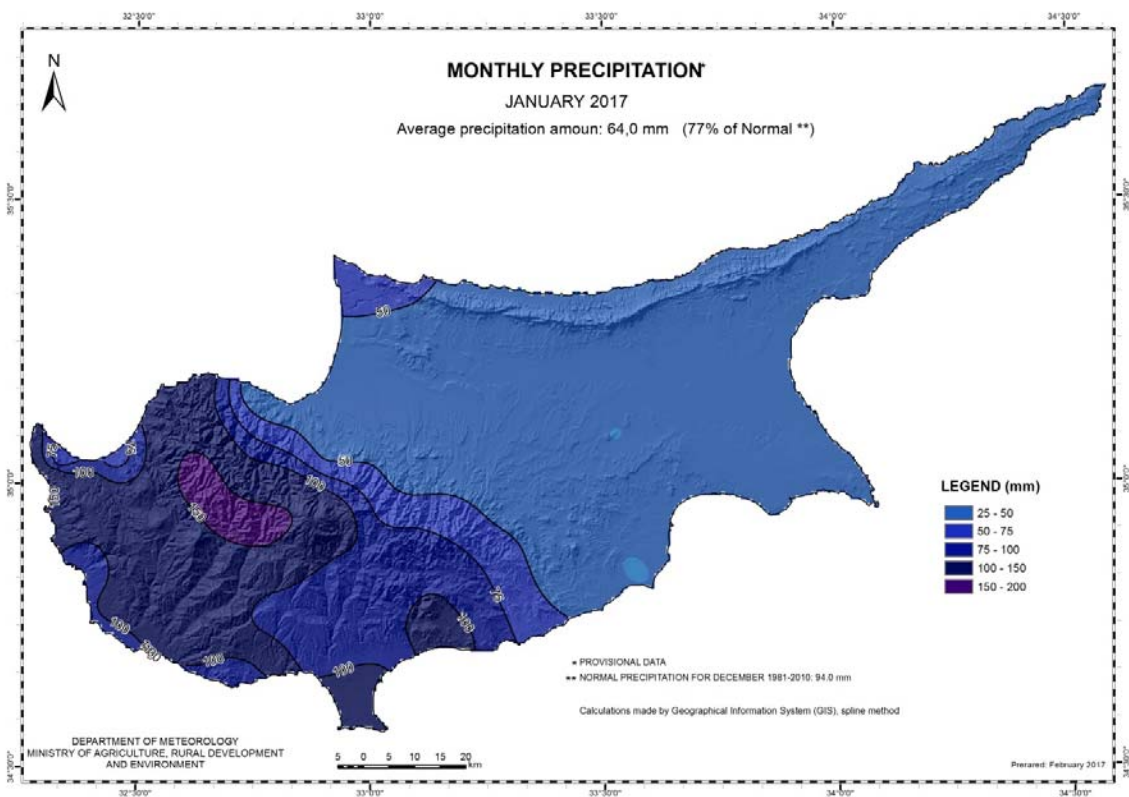 32°30'0" 33°0'0" 33°30'0" 34°0'0" 34°30'0"
N
MONTHLY PRECIPITATION*
JANUARY 2017
Average precipitation amoun: 64,0 mm (77% of Normal **)
35°30'0" 35°30'0"
50
50
75
100
100
100
35°0'0" 35°0'0"
150
LEGEND (mm)
25 - 50
50 - 75
75 - 100
100 - 150
150 - 200
75
100
100
100
100
* PROVISIONAL DATA
** NORMAL PRECIPITATION FOR DECEMBER 1981-2010: 94.0 mm
Calculations made by Geographical Information System (GIS), spline method
DEPARTMENT OF METEOROLOGY
MINISTRY OF AGRICULTURE, RURAL DEVELOPMENT
AND ENVIRONMENT
5 0 5 10 15 20
km
Prerared: February 2017
34°30'0" 34°30'0"
32°30'0" 33°0'0" 33°30'0" 34°0'0" 34°30'0"